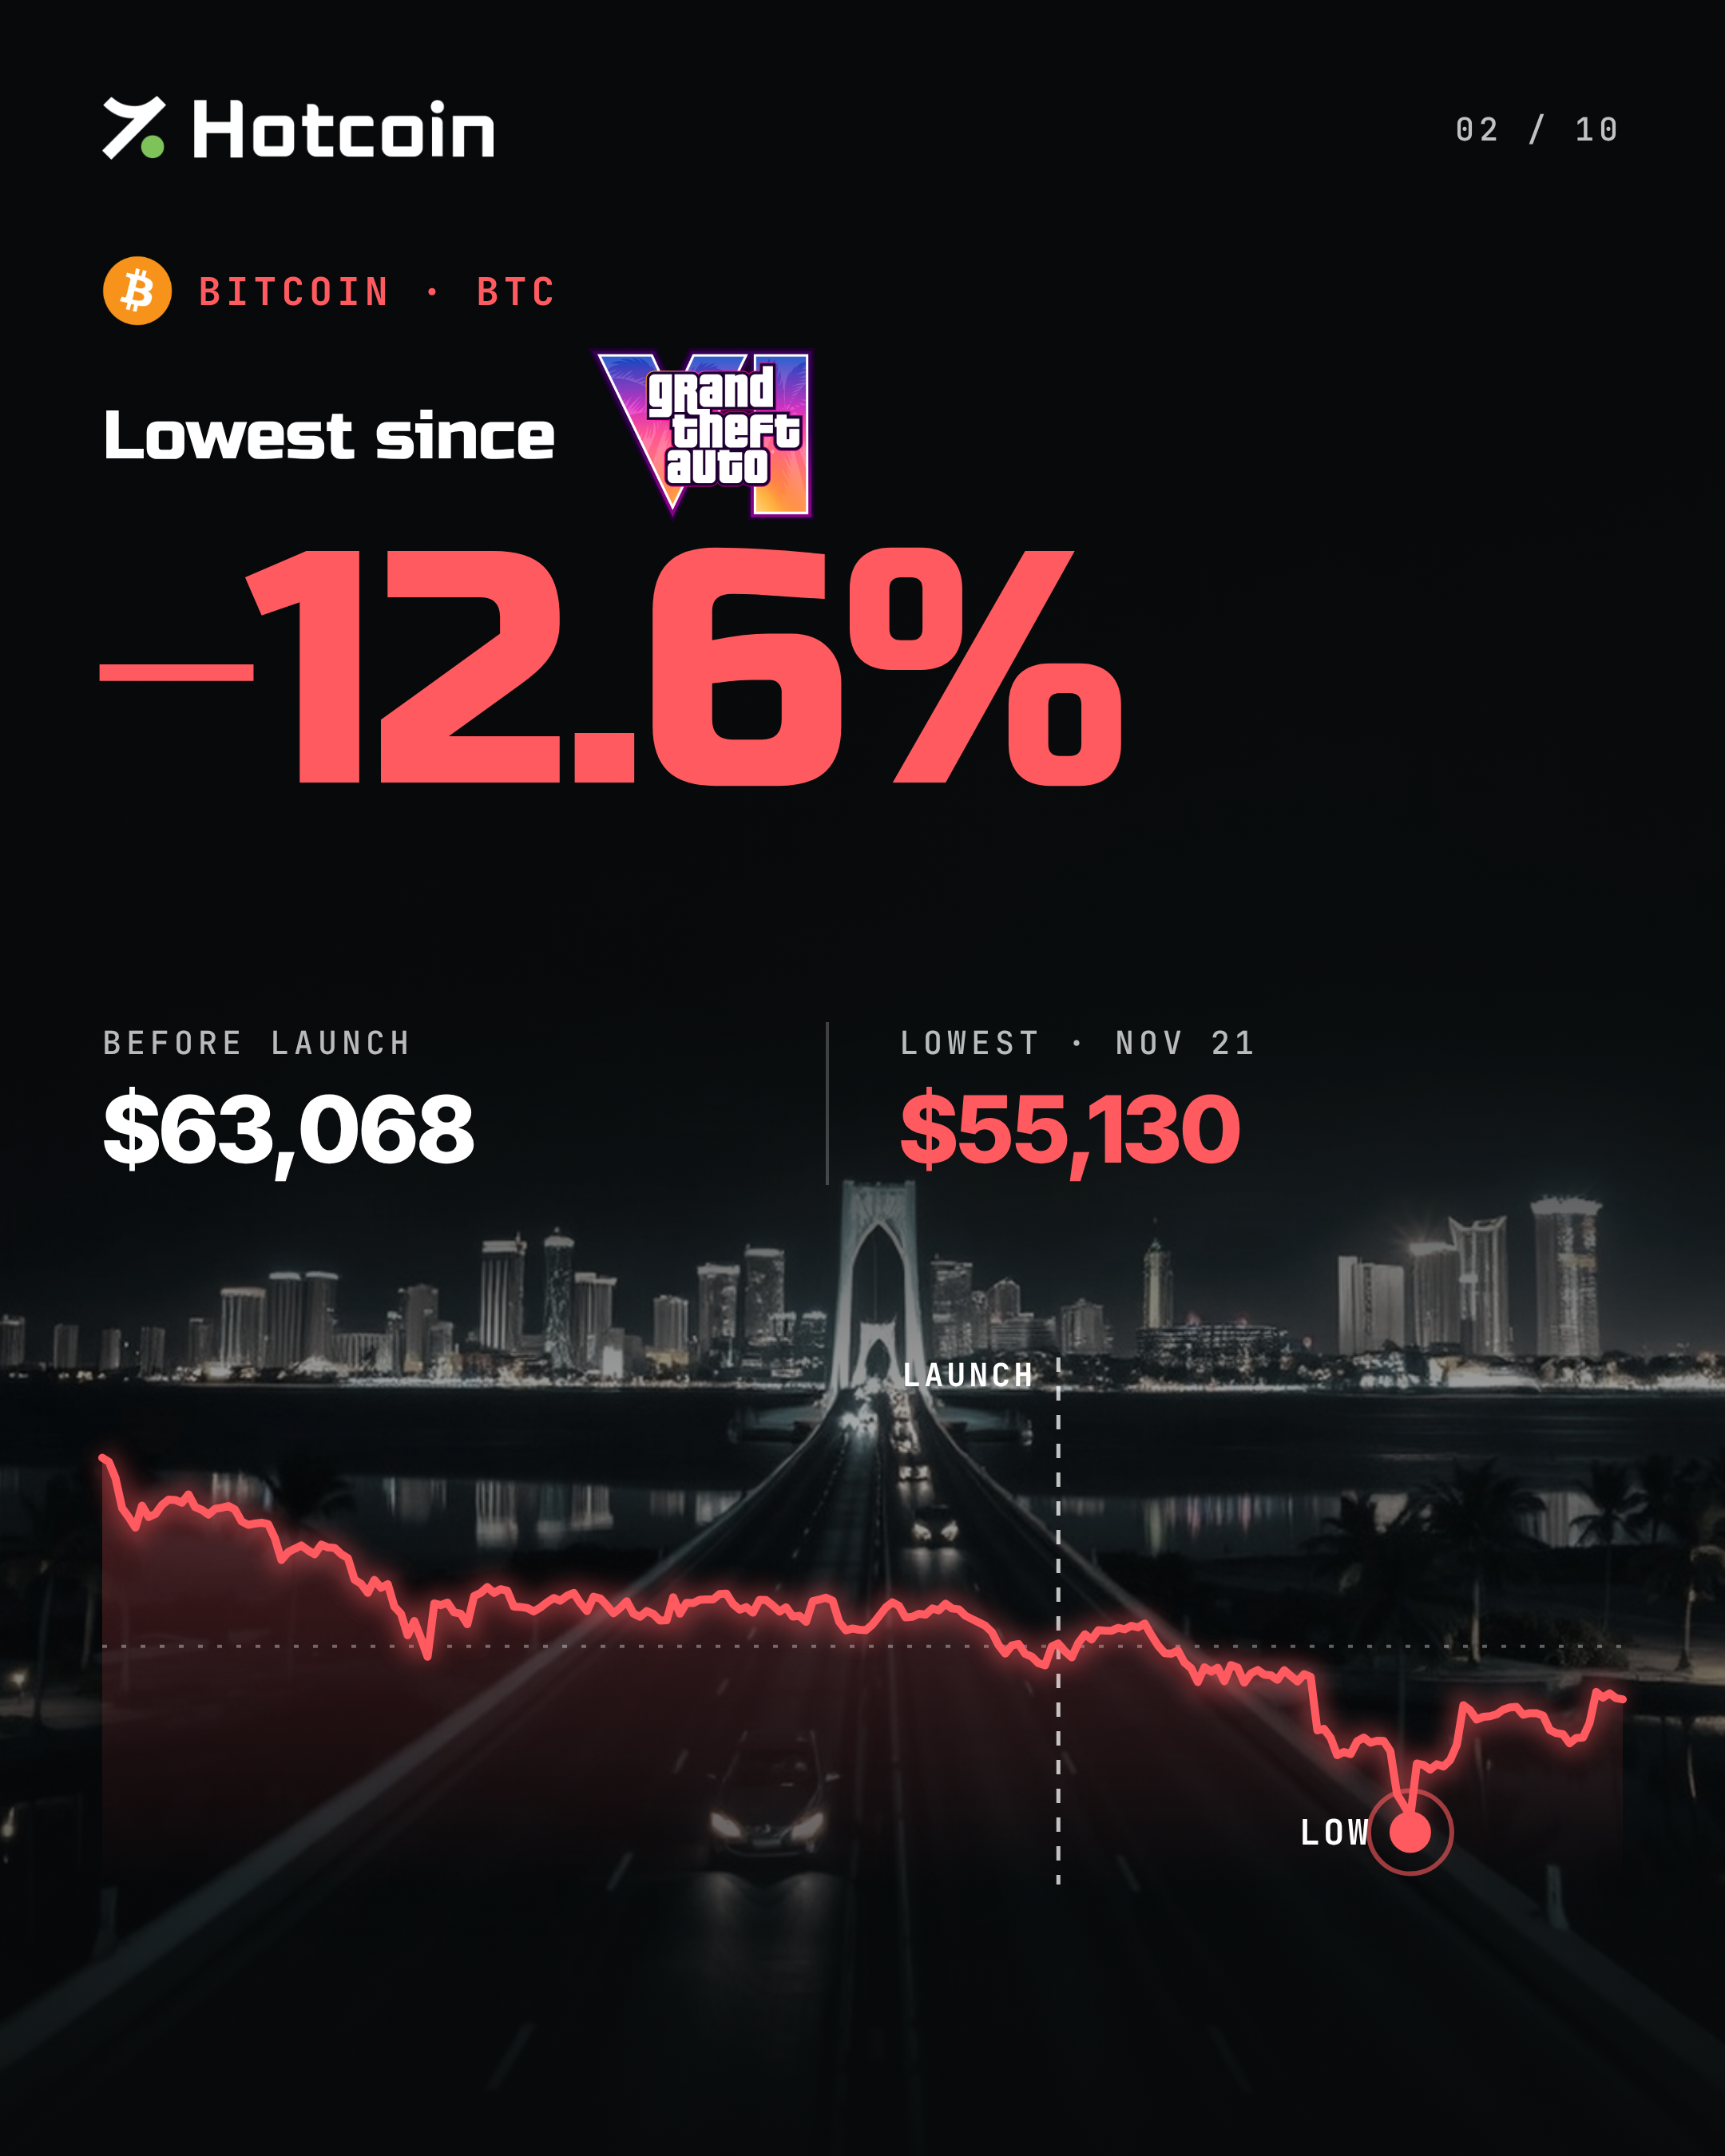 Hotcoin
02 / 10
BITCOIN · BTC
Lowest since
VI
grand
theft
auto
—12.6%
BEFORE LAUNCH
$63,068
LOWEST · NOV 21
$55,130
LAUNCH
LOW